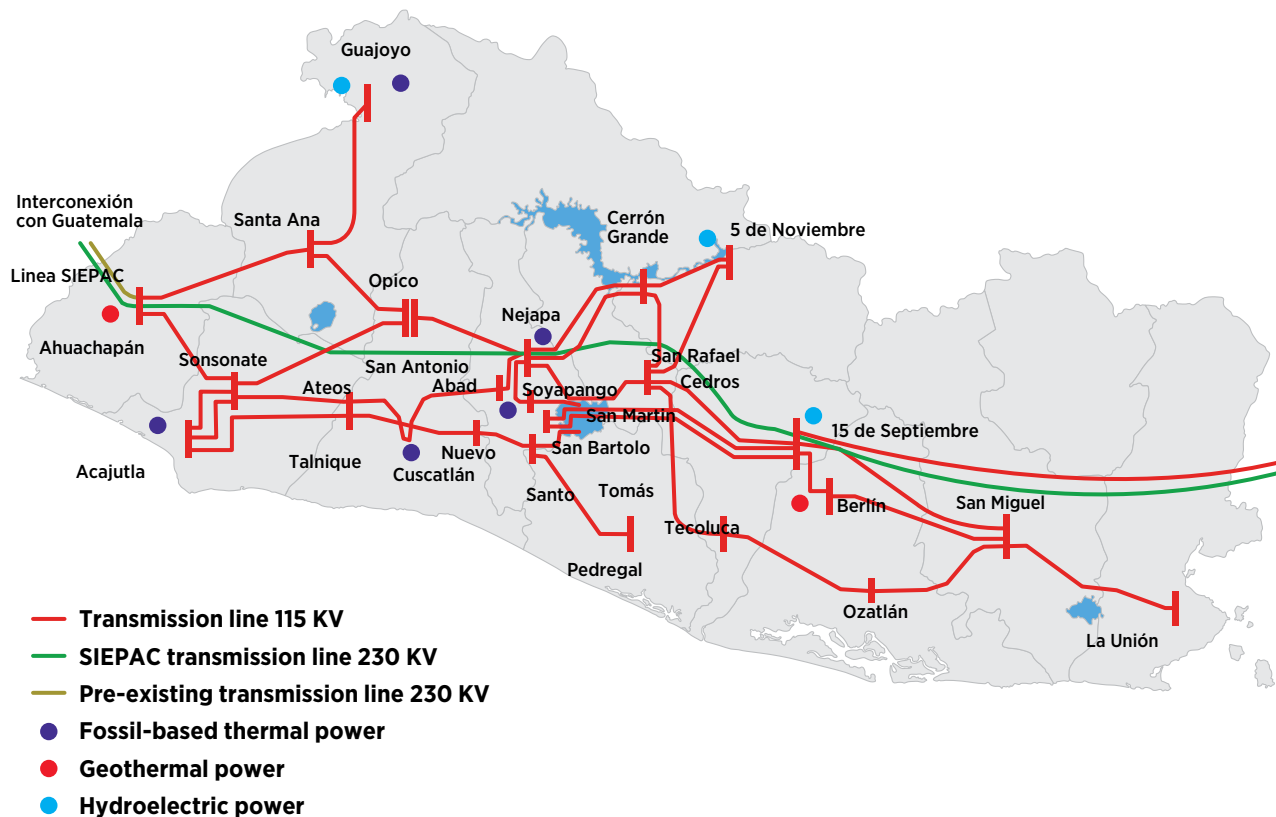 Guajoyo
Interconexión
con Guatemala
Santa Ana
Cerrón
Grande
5 de Noviembre
Linea SIEPAC
Opico
Nejapa
Ahuachapán
Sonsonate
San Antonio
Abad
San Rafael
Cedros
Ateos
Soyapango
San Martin
15 de Septiembre
Acajutla
Talnique
Cuscatlán
Nuevo
San Bartolo
Santo
Tomás
Tecoluca
Berlín
San Miguel
Pedregal
Ozatlán
La Unión
Transmission line 115 KV
SIEPAC transmission line 230 KV
Pre-existing transmission line 230 KV
Fossil-based thermal power
Geothermal power
Hydroelectric power